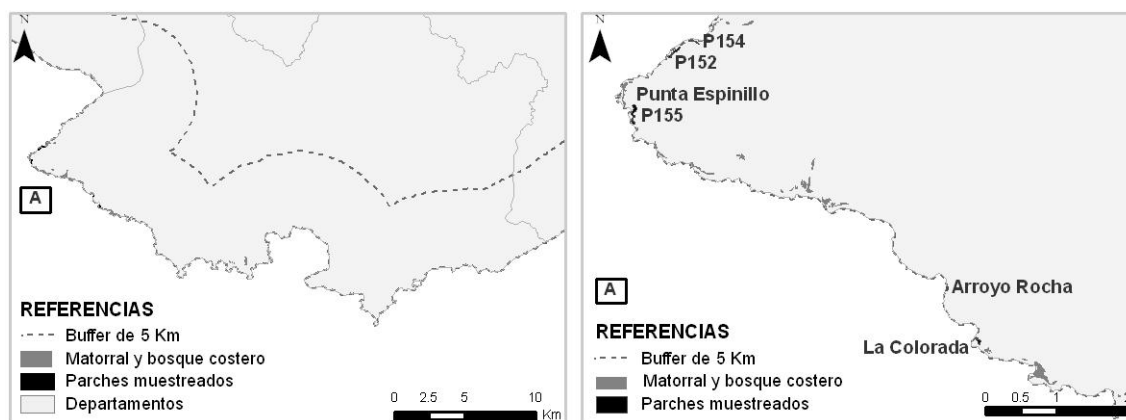 N
A
REFERENCIAS
Buffer de 5 Km
Matorral y bosque costero
Parches muestreados
Departamentos
0 2.5 5 10
Km
N
P154
P152
Punta Espinillo
P155
A
Arroyo Rocha
La Colorada
REFERENCIAS
Buffer de 5 Km
Matorral y bosque costero
Parches muestreados
0 0.5 1 2